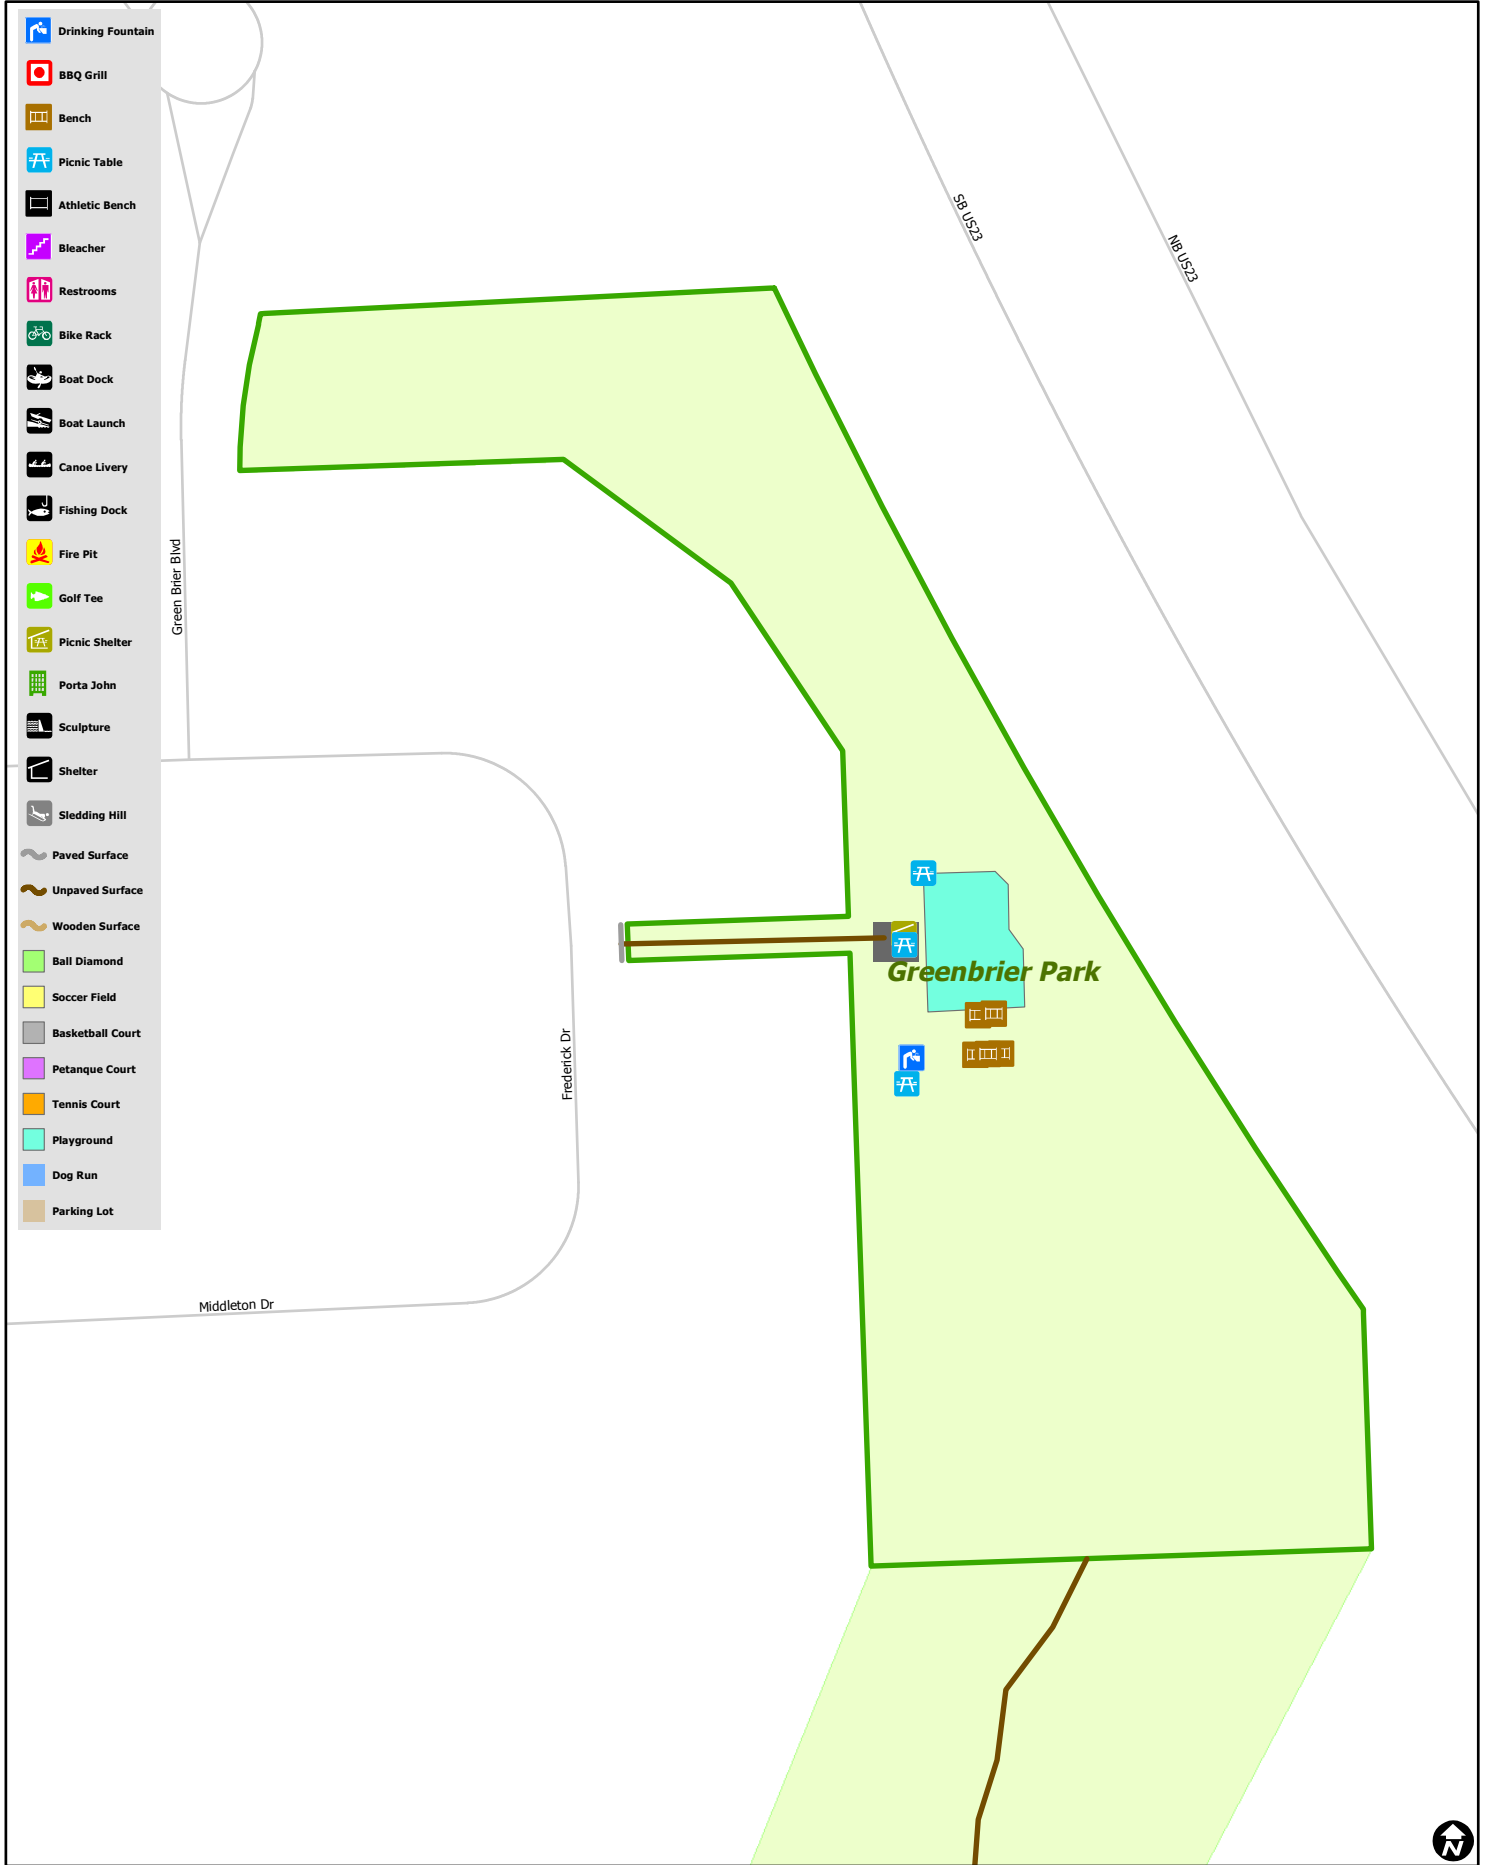 Drinking Fountain
BBQ Grill
Bench
Picnic Table
Athletic Bench
Bleacher
Restrooms
Bike Rack
Boat Dock
Boat Launch
Canoe Livery
Fishing Dock
Fire Pit
Golf Tee
Picnic Shelter
Porta John
Sculpture
Shelter
Sledding Hill
Paved Surface
Unpaved Surface
Wooden Surface
Ball Diamond
Soccer Field
Basketball Court
Petanque Court
Tennis Court
Playground
Dog Run
Parking Lot
SB US23
NB US23
Green Brier Blvd
Greenbrier Park
Frederick Dr
Middleton Dr
N